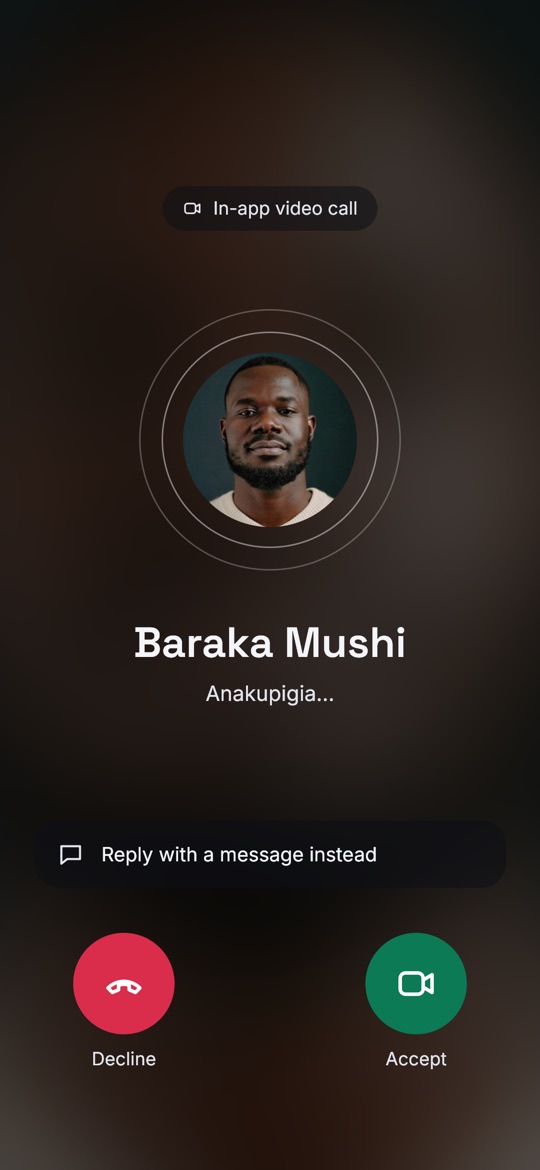 In-app video call
Baraka Mushi
Anakupigia...
Reply with a message instead
Decline
Accept